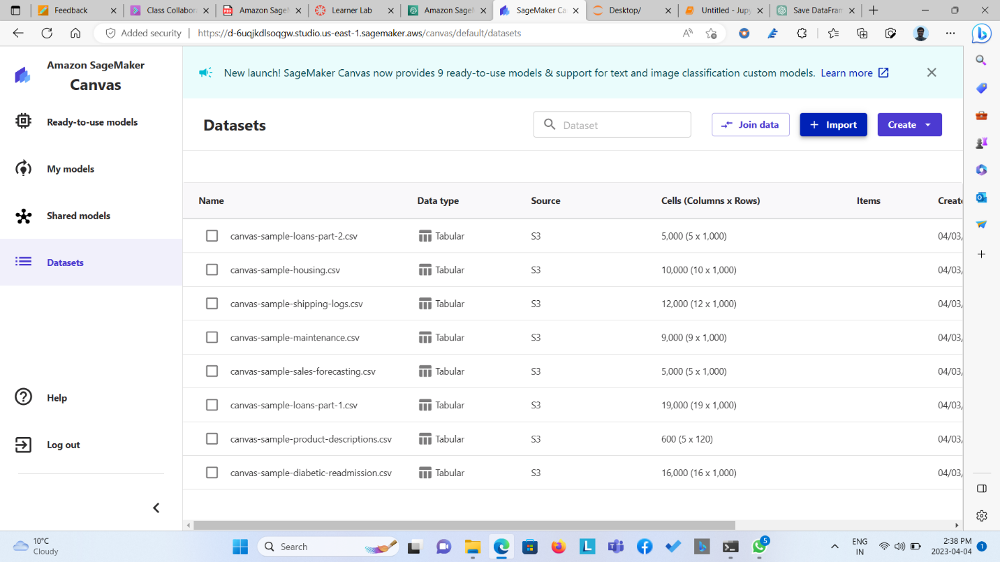 Feedback
Class Collabor
Amazon SageM
Learner Lab
Amazon SageM
SageMaker Ca
Desktop/
Untitled - Jupy
Save DataFram
Added security
https://d-6uqjkdlsoqgw.studio.us-east-1.sagemaker.aws/canvas/default/datasets
Amazon SageMaker
Canvas
Ready-to-use models
My models
Shared models
Datasets
Help
Log out
New launch! SageMaker Canvas now provides 9 ready-to-use models & support for text and image classification custom models. Learn more
Datasets
Dataset
Join data
Import
Create
Name Data type Source Cells (Columns x Rows) Items Create
canvas-sample-loans-part-2.csv Tabular S3 5,000 (5 x 1,000) 04/03,
canvas-sample-housing.csv Tabular S3 10,000 (10 x 1,000) 04/03,
canvas-sample-shipping-logs.csv Tabular S3 12,000 (12 x 1,000) 04/03,
canvas-sample-maintenance.csv Tabular S3 9,000 (9 x 1,000) 04/03,
canvas-sample-sales-forecasting.csv Tabular S3 5,000 (5 x 1,000) 04/03,
canvas-sample-loans-part-1.csv Tabular S3 19,000 (19 x 1,000) 04/03,
canvas-sample-product-descriptions.csv Tabular S3 600 (5 x 120) 04/03,
canvas-sample-diabetic-readmission.csv Tabular S3 16,000 (16 x 1,000) 04/03,
10°C
Cloudy
Search
5
ENG
IN
2:38 PM
2023-04-04
1